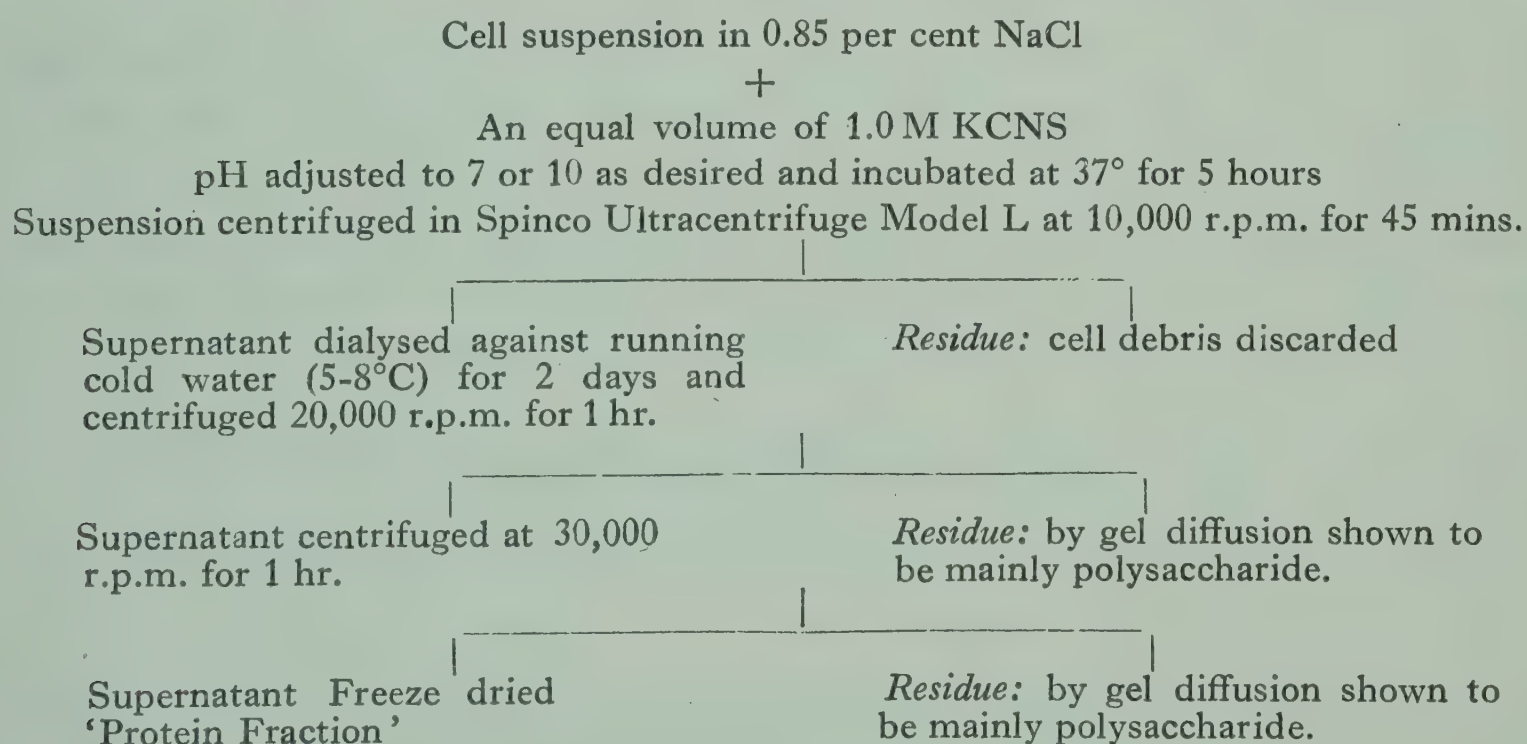 Cell suspension in 0.85 per cent NaCl
+
An equal volume of 1.0 M KCNS
pH adjusted to 7 or 10 as desired and incubated at 37° for 5 hours
Suspension centrifuged in Spinco Ultracentrifuge Model L at 10,000 r.p.m. for 45 mins.
Supernatant dialysed against running
cold water (5-8°C) for 2 days and
centrifuged 20,000 r.p.m. for 1 hr.
Residue: cell debris discarded
Supernatant centrifuged at 30,000
r.p.m. for 1 hr.
Residue: by gel diffusion shown to
be mainly polysaccharide.
Supernatant Freeze dried
‘Protein Fraction’
Residue: by gel diffusion shown to
be mainly polysaccharide.